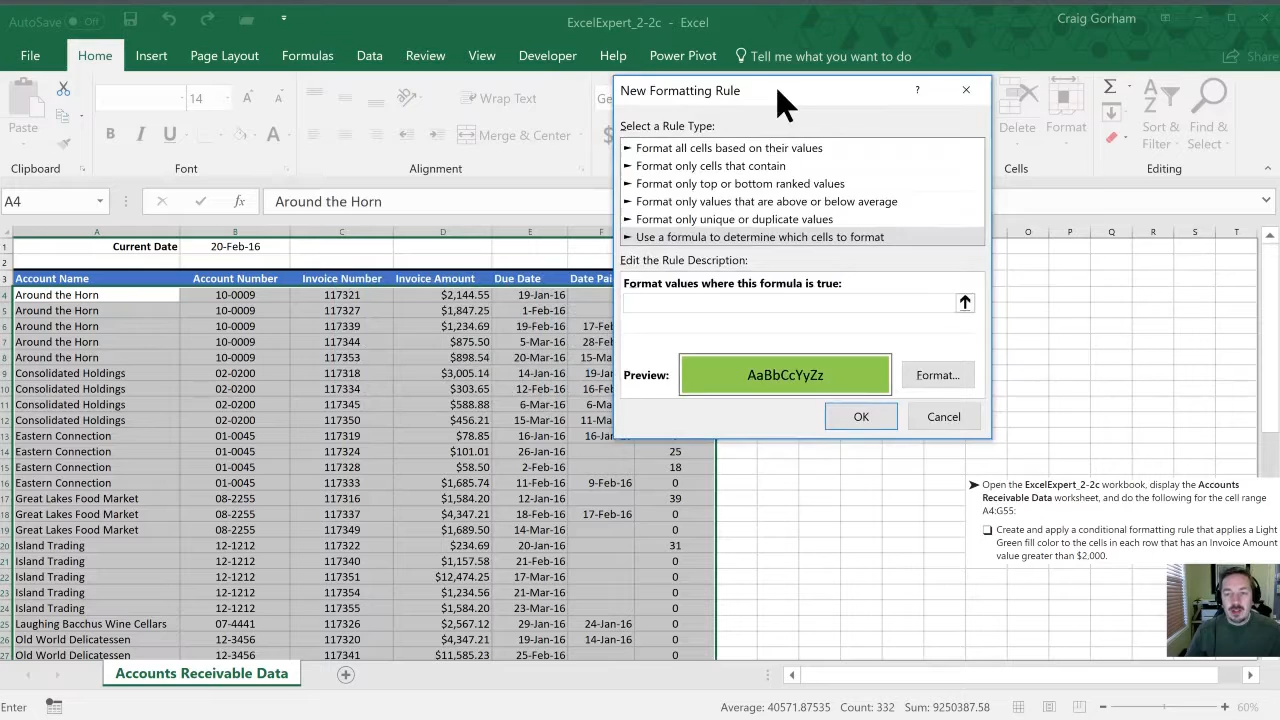 AutoSave Off
ExcelExpert_2-2c - Excel
Craig Gorham
File Home Insert Page Layout Formulas Data Review View Developer Help Power Pivot Tell me what you want to do Share
14 A A Wrap Text
Paste B I U A Merge & Center $ Delete Format Sort & Filter Find & Select
Clipboard Font Alignment Cells Editing
A4 fx Around the Horn
A B C D E F O P Q R S T
1 Current Date 20-Feb-16
2
3 Account Name Account Number Invoice Number Invoice Amount Due Date Date Pai
4 Around the Horn 10-0009 117321 $2,144.55 19-Jan-16
5 Around the Horn 10-0009 117327 $1,847.25 1-Feb-16
6 Around the Horn 10-0009 117339 $1,234.69 19-Feb-16 17-Feb
7 Around the Horn 10-0009 117344 $875.50 5-Mar-16 28-Feb
8 Around the Horn 10-0009 117353 $898.54 20-Mar-16 15-Ma
9 Consolidated Holdings 02-0200 117318 $3,005.14 14-Jan-16 19-Jan
10 Consolidated Holdings 02-0200 117334 $303.65 12-Feb-16 16-Feb
11 Consolidated Holdings 02-0200 117345 $588.88 6-Mar-16 6-Ma
12 Consolidated Holdings 02-0200 117350 $456.21 15-Mar-16 11-Ma
13 Eastern Connection 01-0045 117319 $78.85 16-Jan-16 16-Jan-16 0
14 Eastern Connection 01-0045 117324 $101.01 26-Jan-16 25
15 Eastern Connection 01-0045 117328 $58.50 2-Feb-16 18
16 Eastern Connection 01-0045 117333 $1,685.74 11-Feb-16 9-Feb-16 0
17 Great Lakes Food Market 08-2255 117316 $1,584.20 12-Jan-16 39
18 Great Lakes Food Market 08-2255 117337 $4,347.21 18-Feb-16 17-Feb-16 0
19 Great Lakes Food Market 08-2255 117349 $1,689.50 14-Mar-16 0
20 Island Trading 12-1212 117322 $234.69 20-Jan-16 31
21 Island Trading 12-1212 117340 $1,157.58 21-Feb-16 0
22 Island Trading 12-1212 117351 $12,474.25 17-Mar-16 0
23 Island Trading 12-1212 117354 $1,234.56 21-Mar-16 0
24 Island Trading 12-1212 117355 $1,584.20 23-Mar-16 0
25 Laughing Bacchus Wine Cellars 07-4441 117326 $2,567.12 29-Jan-16 24-Jan-16 0
26 Old World Delicatessen 12-3456 117320 $4,347.21 19-Jan-16 14-Jan-16 0
27 Old World Delicatessen 12-3456 117341 $11,585.23 25-Feb-16 0
New Formatting Rule ?
Select a Rule Type:
► Format all cells based on their values
► Format only cells that contain
► Format only top or bottom ranked values
► Format only values that are above or below average
► Format only unique or duplicate values
► Use a formula to determine which cells to format
Edit the Rule Description:
Format values where this formula is true:
Preview: AaBbCcYyZz Format...
OK Cancel
➤ Open the ExcelExpert_2-2c workbook, display the Accounts
Receivable Data worksheet, and do the following for the cell range
A4:G55:
❏ Create and apply a conditional formatting rule that applies a Light
Green fill color to the cells in each row that has an Invoice Amount
value greater than $2,000.
Accounts Receivable Data
Enter Average: 40571.87535 Count: 332 Sum: 9250387.58 60%